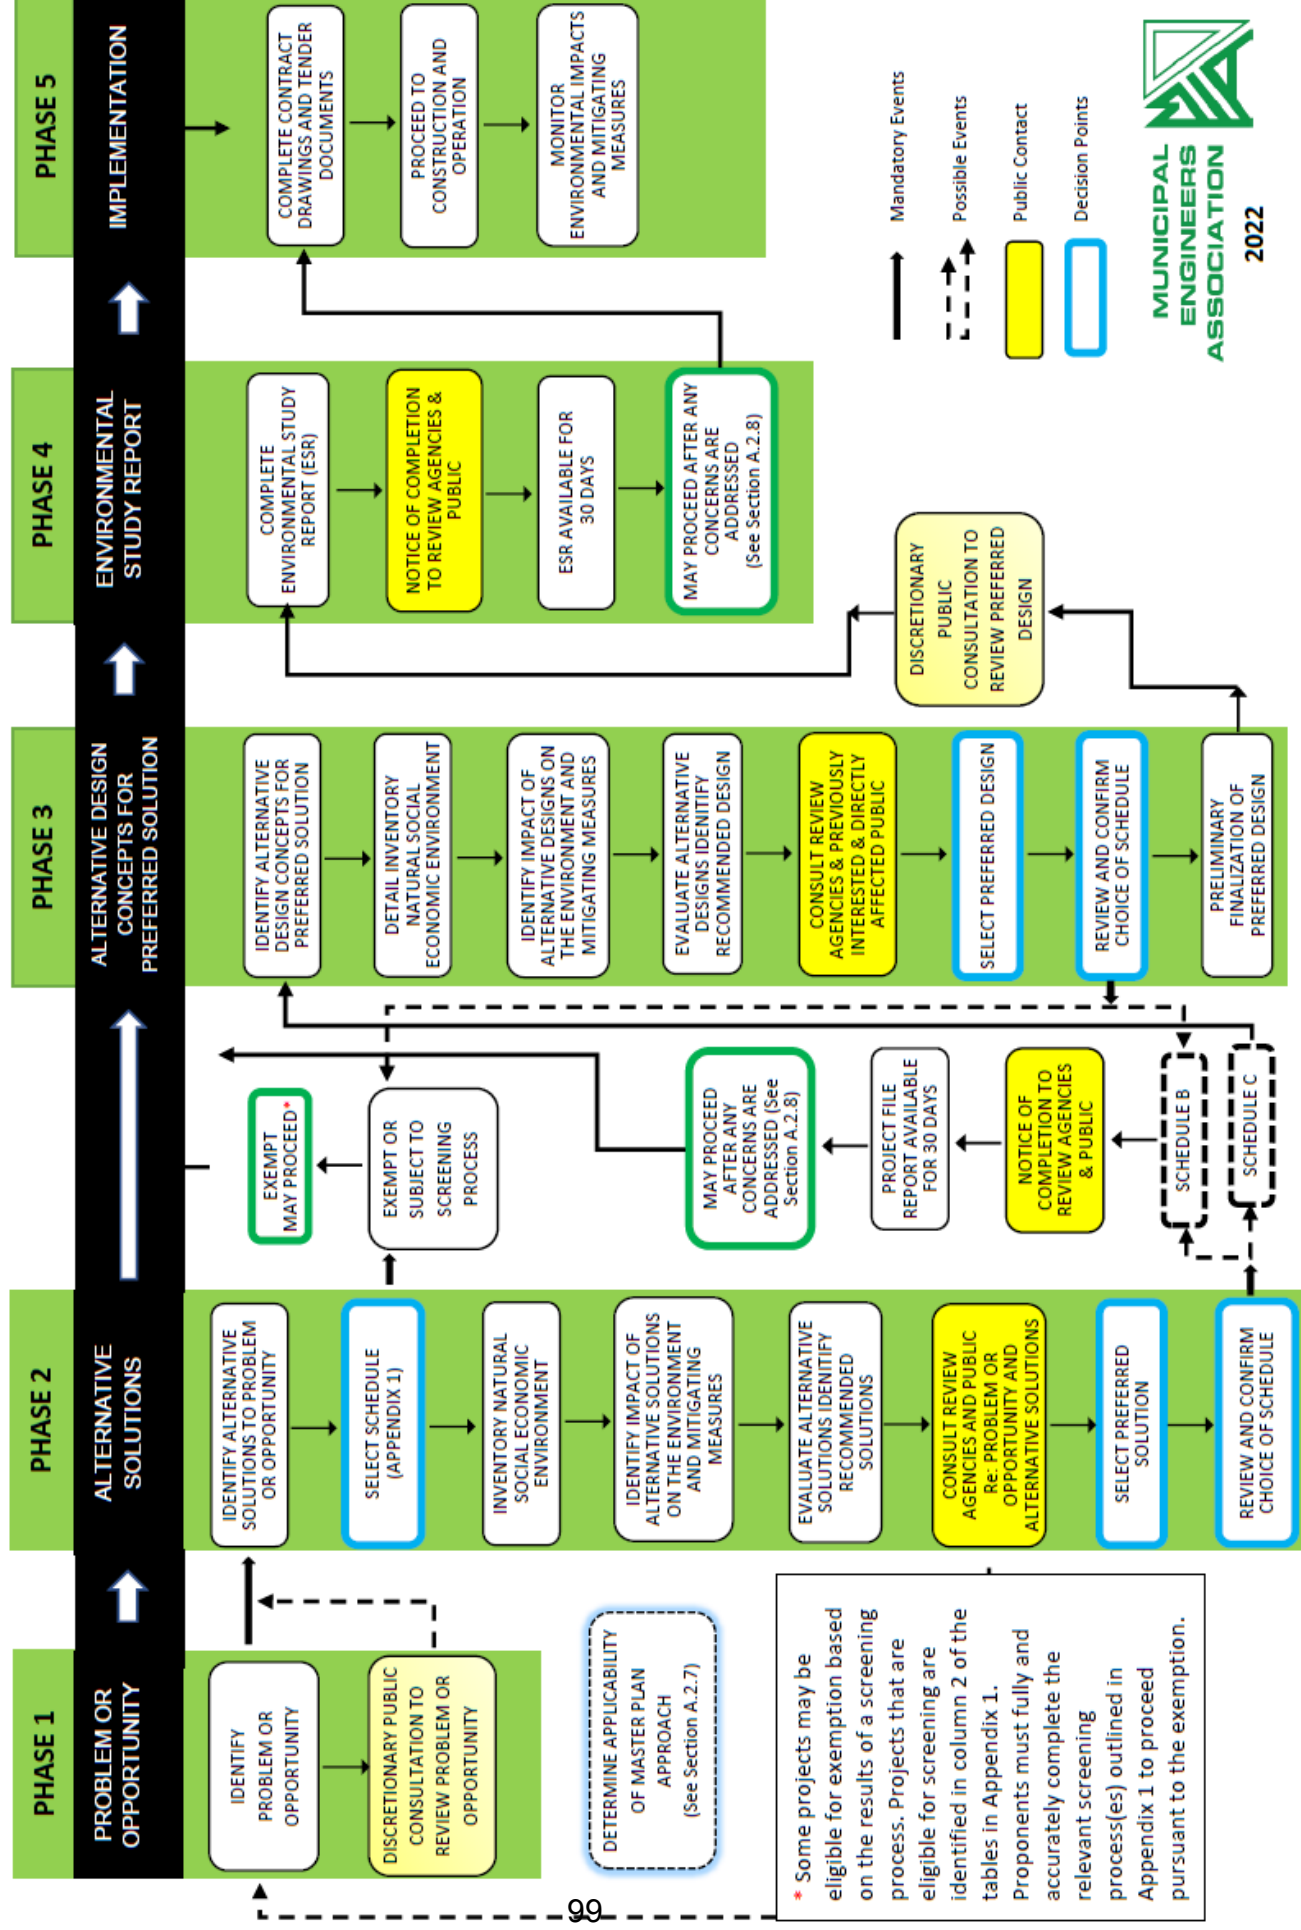 PHASE 1
PROBLEM OR
OPPORTUNITY
IDENTIFY
PROBLEM OR
OPPORTUNITY
DISCRETIONARY PUBLIC
CONSULTATION TO
REVIEW PROBLEM OR
OPPORTUNITY
DETERMINE APPLICABILITY
OF MASTER PLAN
APPROACH
(See Section A.2.7)
* Some projects may be
eligible for exemption based
on the results of a screening
process. Projects that are
eligible for screening are
identified in column 2 of the
tables in Appendix 1.
Proponents must fully and
accurately complete the
relevant screening
process(es) outlined in
Appendix 1 to proceed
pursuant to the exemption.
PHASE 2
ALTERNATIVE
SOLUTIONS
IDENTIFY ALTERNATIVE
SOLUTIONS TO PROBLEM
OR OPPORTUNITY
SELECT SCHEDULE
(APPENDIX 1)
INVENTORY NATURAL
SOCIAL ECONOMIC
ENVIRONMENT
IDENTIFY IMPACT OF
ALTERNATIVE SOLUTIONS
ON THE ENVIRONMENT
AND MITIGATING
MEASURES
EVALUATE ALTERNATIVE
SOLUTIONS IDENTIFY
RECOMMENDED
SOLUTIONS
CONSULT REVIEW
AGENCIES AND PUBLIC
Re: PROBLEM OR
OPPORTUNITY AND
ALTERNATIVE SOLUTIONS
SELECT PREFERRED
SOLUTION
REVIEW AND CONFIRM
CHOICE OF SCHEDULE
EXEMPT
MAY PROCEED*
EXEMPT OR
SUBJECT TO
SCREENING
PROCESS
MAY PROCEED
AFTER ANY
CONCERNS ARE
ADDRESSED (See
Section A.2.8)
PROJECT FILE
REPORT AVAILABLE
FOR 30 DAYS
NOTICE OF
COMPLETION TO
REVIEW AGENCIES
& PUBLIC
SCHEDULE B
SCHEDULE C
PHASE 3
ALTERNATIVE DESIGN
CONCEPTS FOR
PREFERRED SOLUTION
IDENTIFY ALTERNATIVE
DESIGN CONCEPTS FOR
PREFERRED SOLUTION
DETAIL INVENTORY
NATURAL SOCIAL
ECONOMIC ENVIRONMENT
IDENTIFY IMPACT OF
ALTERNATIVE DESIGNS ON
THE ENVIRONMENT AND
MITIGATING MEASURES
EVALUATE ALTERNATIVE
DESIGNS IDENITIFY
RECOMMENDED DESIGN
CONSULT REVIEW
AGENCIES & PREVIOUSLY
INTERESTED & DIRECTLY
AFFECTED PUBLIC
SELECT PREFERRED DESIGN
REVIEW AND CONFIRM
CHOICE OF SCHEDULE
PRELIMINARY
FINALIZATION OF
PREFERRED DESIGN
DISCRETIONARY
PUBLIC
CONSULTATION TO
REVIEW PREFERRED
DESIGN
PHASE 4
ENVIRONMENTAL
STUDY REPORT
COMPLETE
ENVIRONMENTAL STUDY
REPORT (ESR)
NOTICE OF COMPLETION
TO REVIEW AGENCIES &
PUBLIC
ESR AVAILABLE FOR
30 DAYS
MAY PROCEED AFTER ANY
CONCERNS ARE
ADDRESSED
(See Section A.2.8)
PHASE 5
IMPLEMENTATION
COMPLETE CONTRACT
DRAWINGS AND TENDER
DOCUMENTS
PROCEED TO
CONSTRUCTION AND
OPERATION
MONITOR
ENVIRONMENTAL IMPACTS
AND MITIGATING
MEASURES
Mandatory Events
Possible Events
Public Contact
Decision Points
MUNICIPAL
ENGINEERS
ASSOCIATION
2022
99